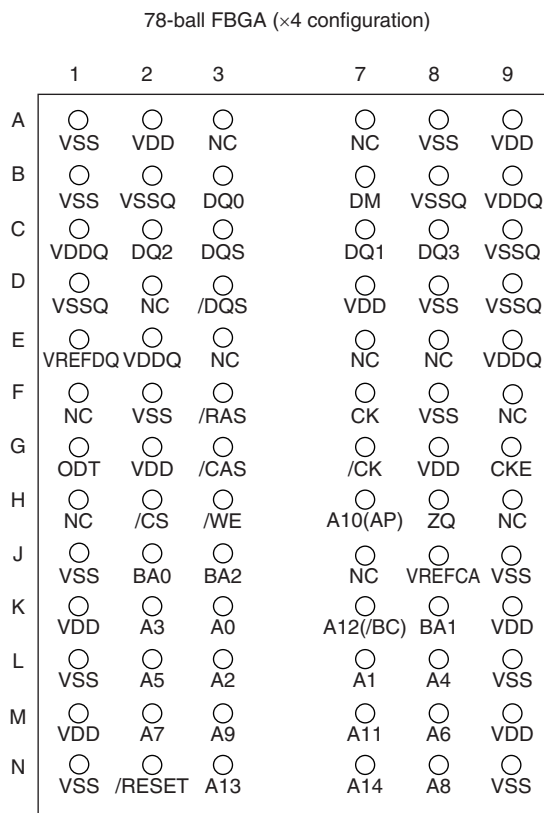 78-ball FBGA (×4 configuration)
1 2 3 7 8 9
A
VSS VDD NC NC VSS VDD
B
VSS VSSQ DQ0 DM VSSQ VDDQ
C
VDDQ DQ2 DQS DQ1 DQ3 VSSQ
D
VSSQ NC /DQS VDD VSS VSSQ
E
VREFDQ VDDQ NC NC NC VDDQ
F
NC VSS /RAS CK VSS NC
G
ODT VDD /CAS /CK VDD CKE
H
NC /CS /WE A10(AP) ZQ NC
J
VSS BA0 BA2 NC VREFCA VSS
K
VDD A3 A0 A12(/BC) BA1 VDD
L
VSS A5 A2 A1 A4 VSS
M
VDD A7 A9 A11 A6 VDD
N
VSS /RESET A13 A14 A8 VSS